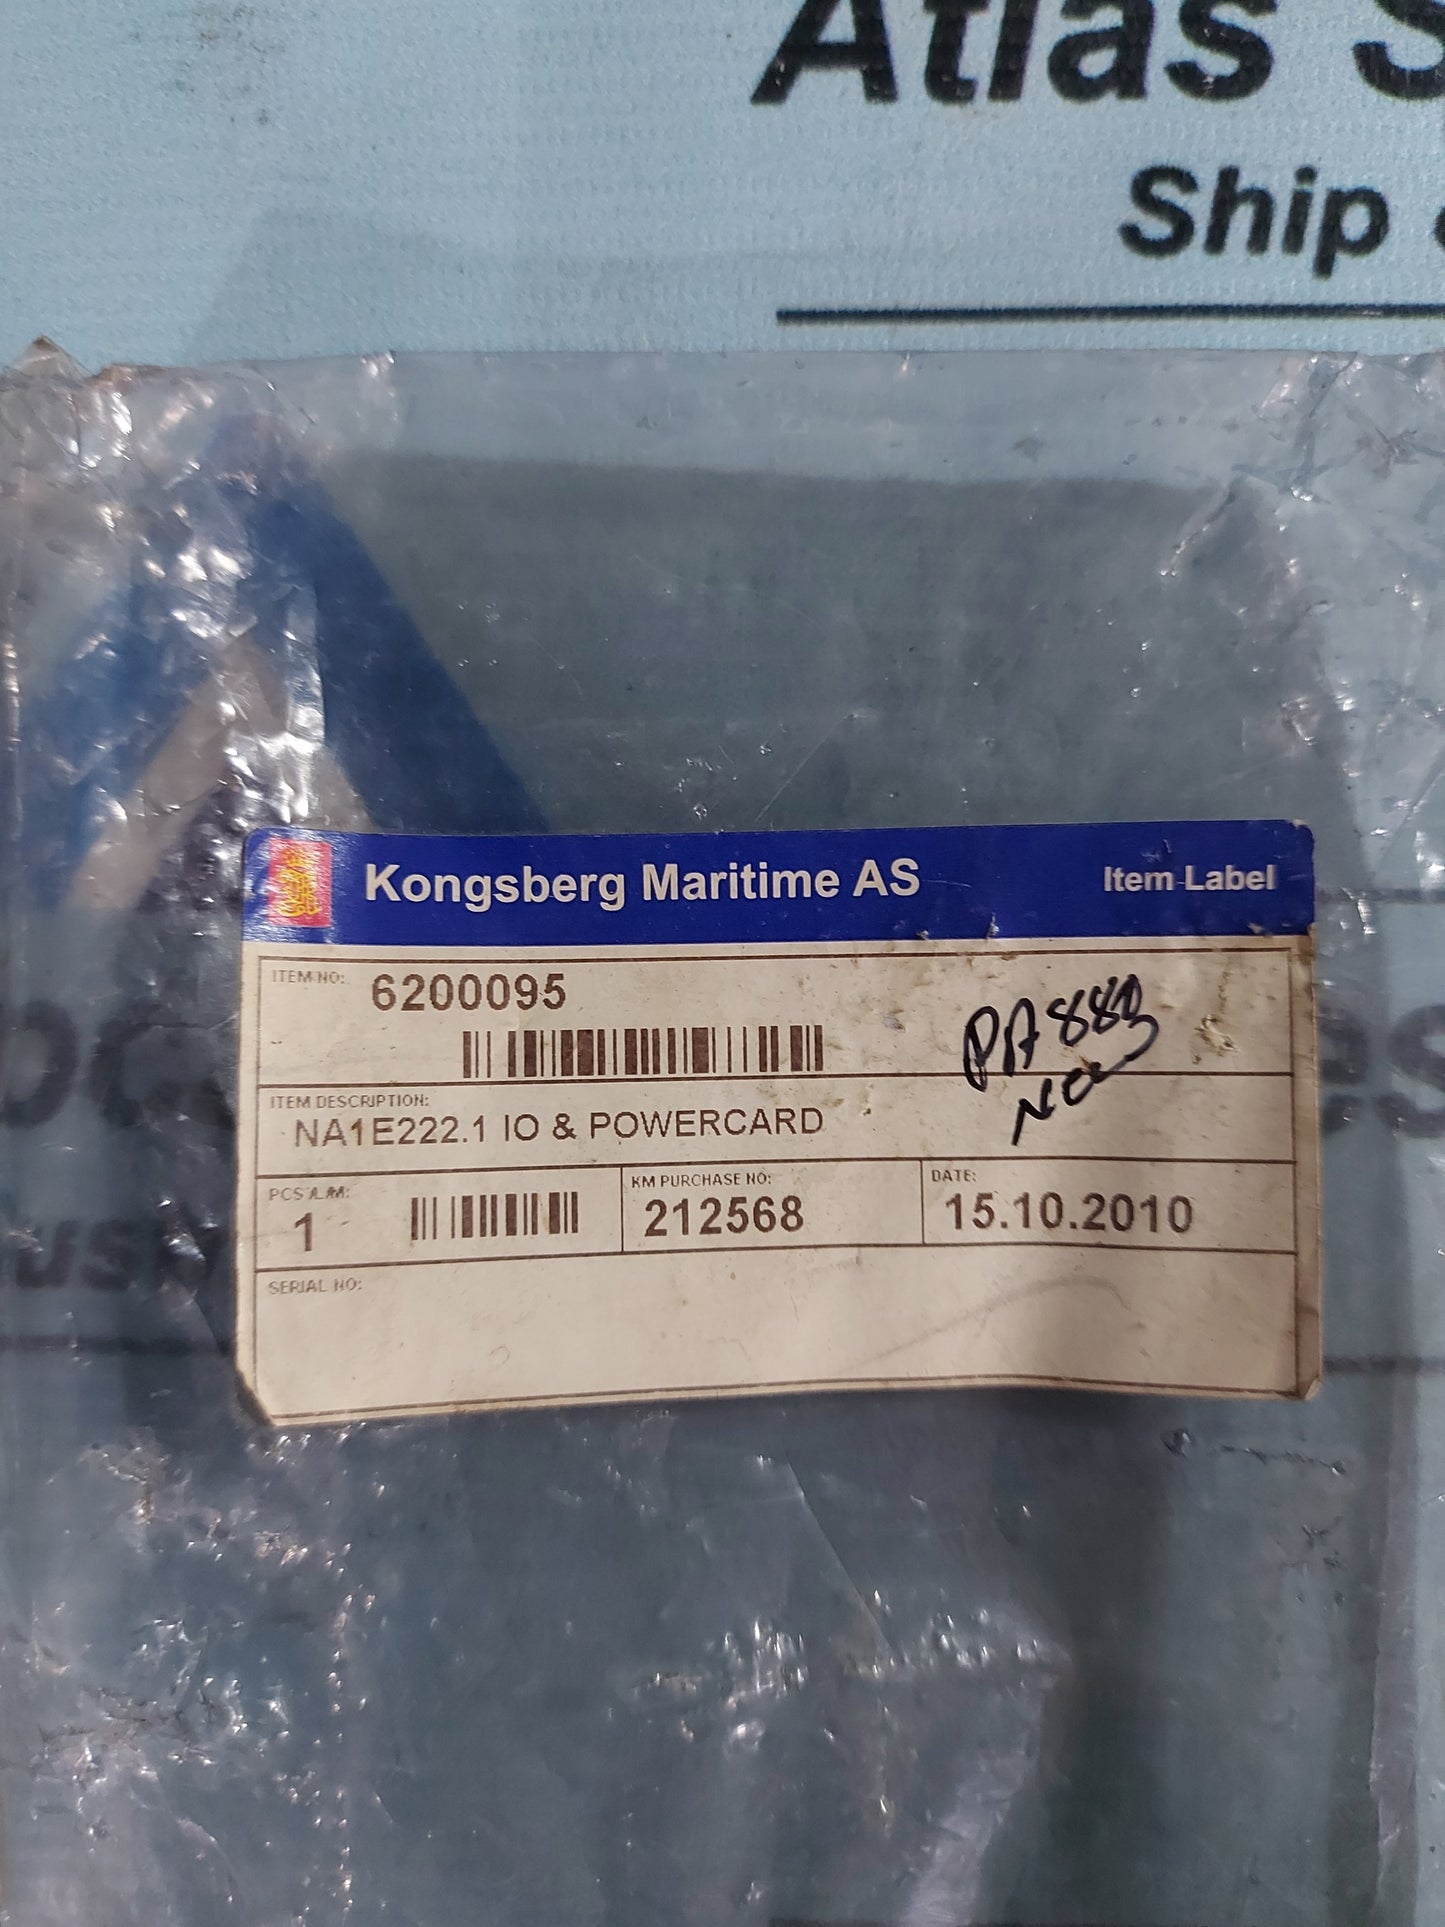 Atlas S
Ship
Kongsberg Maritime AS Item Label
ITEM NO: 6200095
ITEM DESCRIPTION:
NA1E222.1 IO & POWERCARD
KM PURCHASE NO: 212568
DATE: 15.10.2010
1
SERIAL NO: